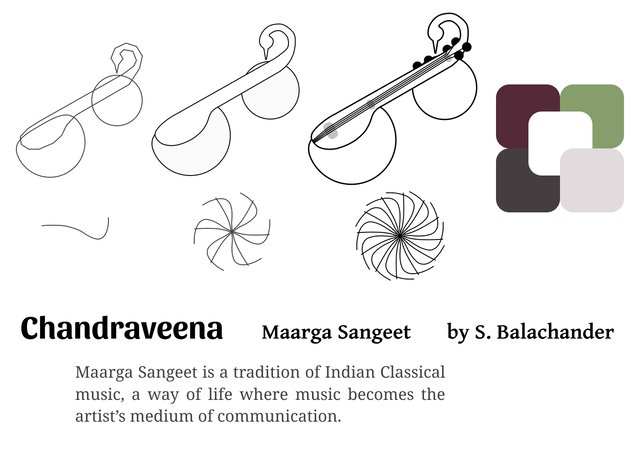 Chandraveena Maarga Sangeet by S. Balachander
Maarga Sangeet is a tradition of Indian Classical
music, a way of life where music becomes the
artist’s medium of communication.